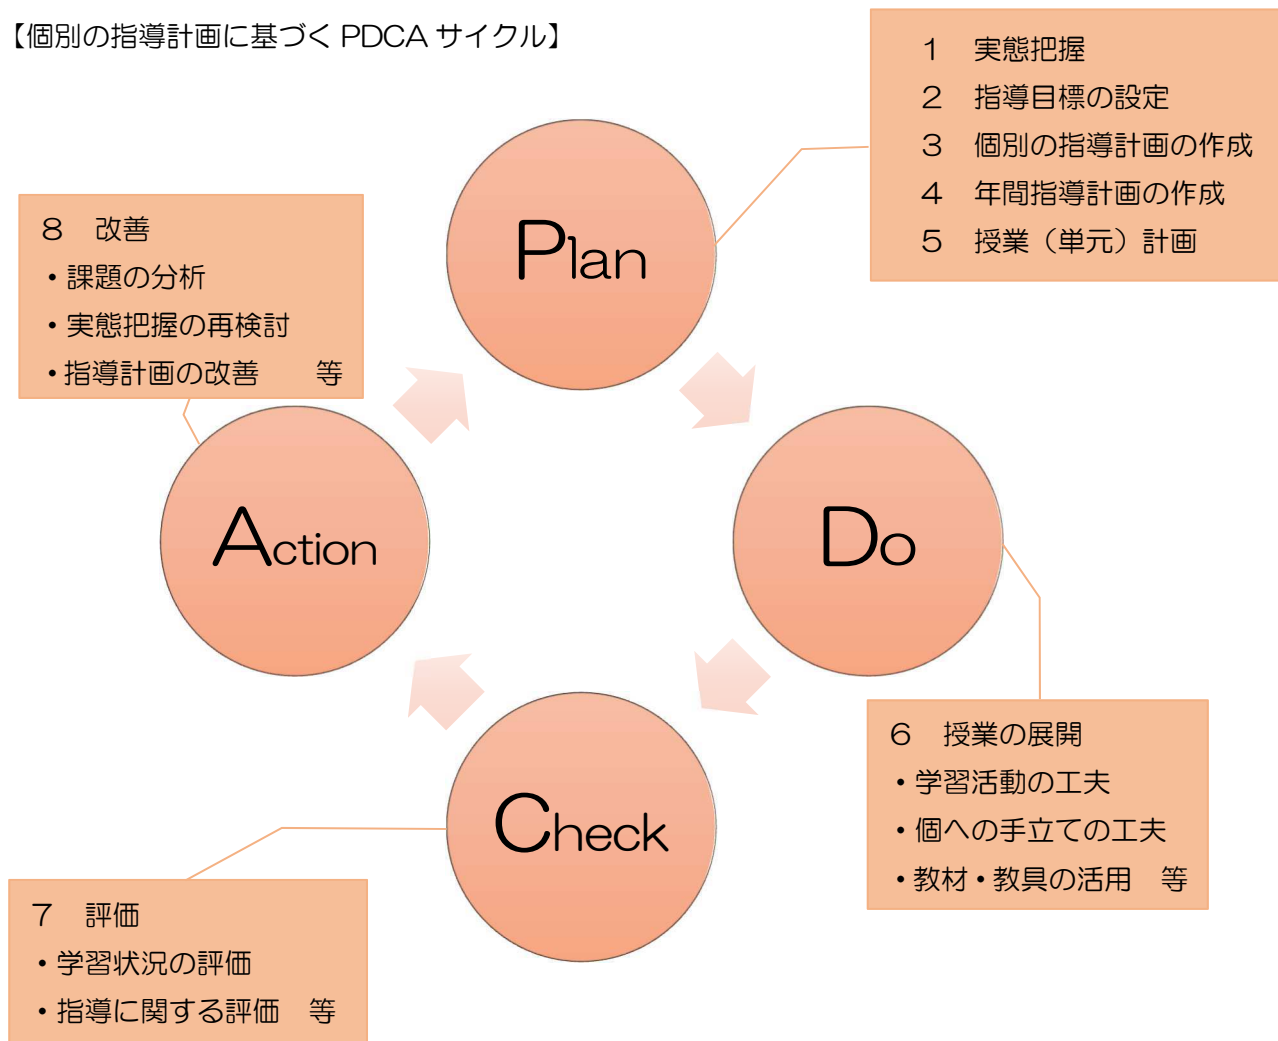 【個別の指導計画に基づく PDCA サイクル】
１　実態把握
２　指導目標の設定
３　個別の指導計画の作成
４　年間指導計画の作成
５　授業（単元）計画
Plan
８　改善
・課題の分析
・実態把握の再検討
・指導計画の改善　　等
Action
Do
６　授業の展開
・学習活動の工夫
・個への手立ての工夫
・教材・教具の活用　等
Check
７　評価
・学習状況の評価
・指導に関する評価　等